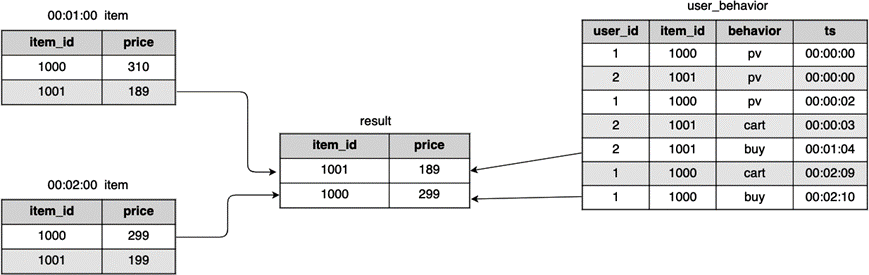 00:01:00 item
item_id price
1000 310
1001 189
00:02:00 item
item_id price
1000 299
1001 199
result
item_id price
1001 189
1000 299
user_behavior
user_id item_id behavior ts
1 1000 pv 00:00:00
2 1001 pv 00:00:00
1 1000 pv 00:00:02
2 1001 cart 00:00:03
2 1001 buy 00:01:04
1 1000 cart 00:02:09
1 1000 buy 00:02:10